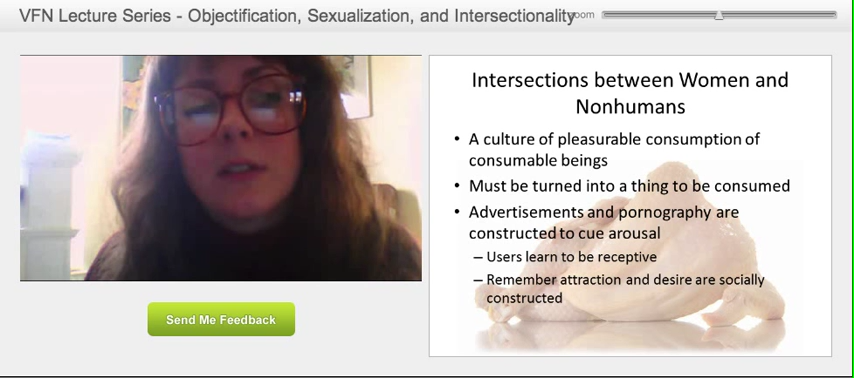 VFN Lecture Series - Objectification, Sexualization, and Intersectionality
Intersections between Women and
Nonhumans
• A culture of pleasurable consumption of
consumable beings
• Must be turned into a thing to be consumed
• Advertisements and pornography are
constructed to cue arousal
– Users learn to be receptive
– Remember attraction and desire are socially
constructed
Send Me Feedback